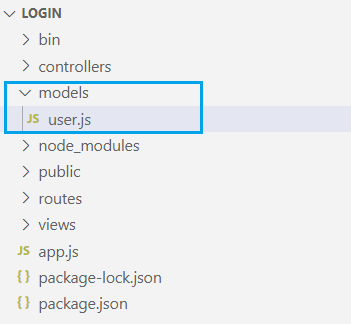 LOGIN
bin
controllers
models
JS user.js
node_modules
public
routes
views
JS app.js
{} package-lock.json
{} package.json